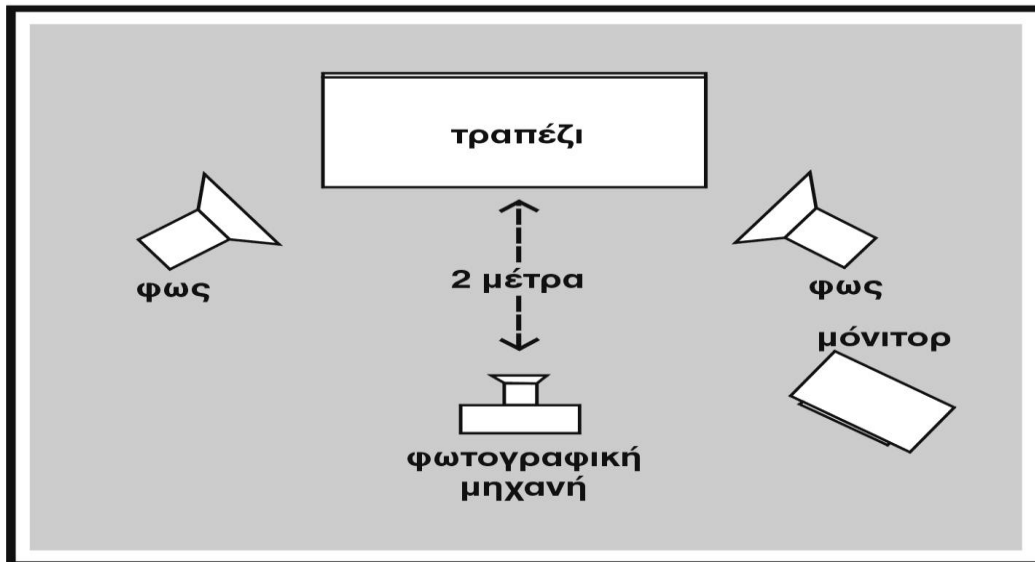 τραπέζι
φως
2 μέτρα
φως
μόνιτορ
φωτογραφική
μηχανή